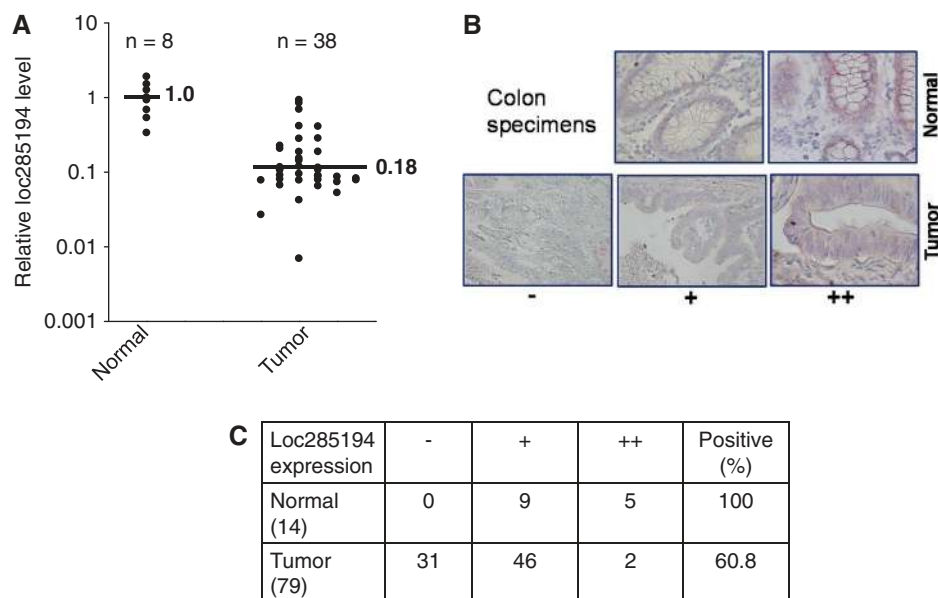 A
10
1
0.1
0.01
0.001
Relative loc285194 level
n = 8
n = 38
1.0
0.18
Normal
Tumor
B
Colon
specimens
Normal
Tumor
-
+
++
C
Loc285194
expression
-
+
++
Positive
(%)
Normal
(14)
0
9
5
100
Tumor
(79)
31
46
2
60.8